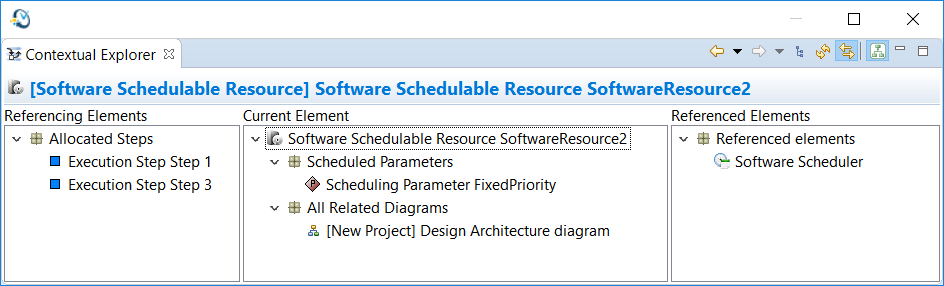 Contextual Explorer
[Software Schedulable Resource] Software Schedulable Resource SoftwareResource2
Referencing Elements
Allocated Steps
Execution Step Step 1
Execution Step Step 3
Current Element
Software Schedulable Resource SoftwareResource2
Scheduled Parameters
Scheduling Parameter FixedPriority
All Related Diagrams
[New Project] Design Architecture diagram
Referenced Elements
Referenced elements
Software Scheduler